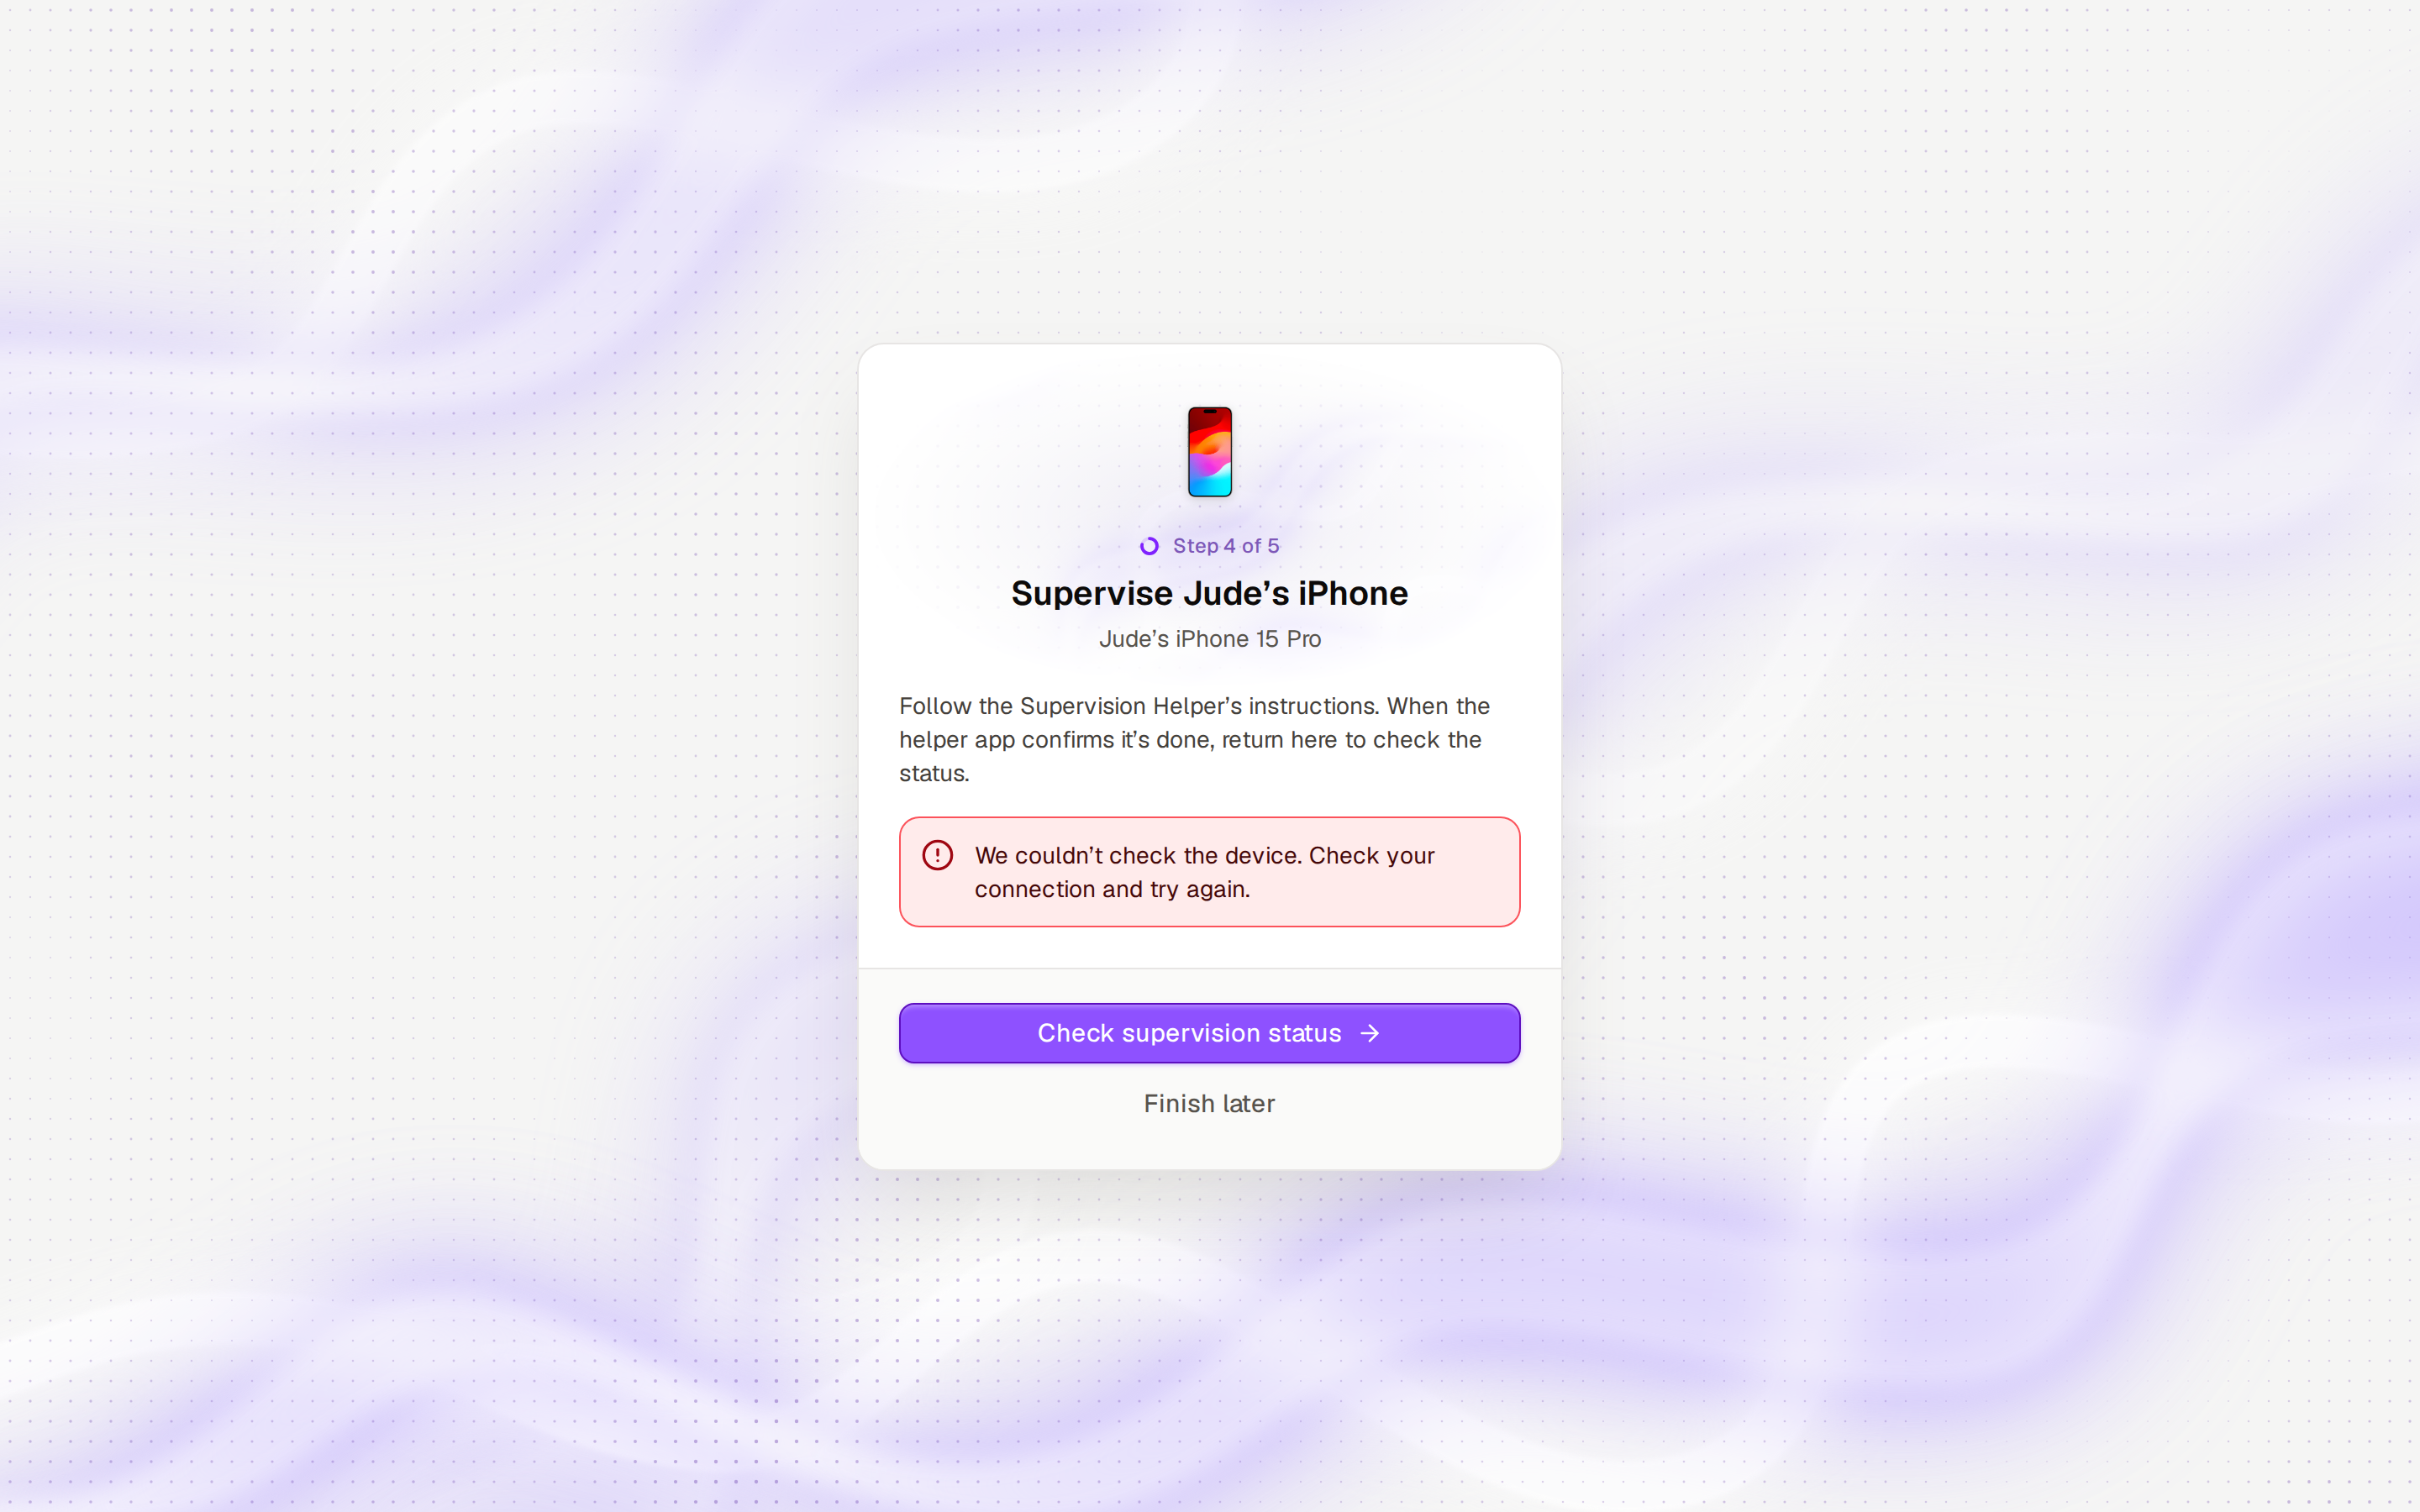 Step 4 of 5
Supervise Jude’s iPhone
Jude’s iPhone 15 Pro
Follow the Supervision Helper’s instructions. When the
helper app confirms it’s done, return here to check the
status.
We couldn’t check the device. Check your
connection and try again.
Check supervision status
Finish later